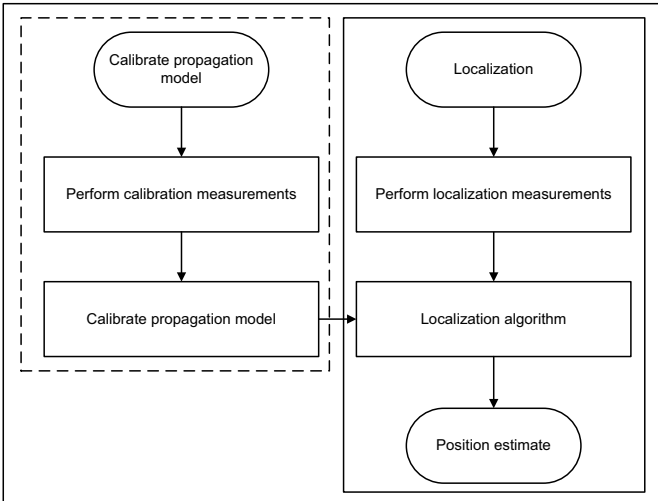 Calibrate propagation
model
Perform calibration measurements
Calibrate propagation model
Localization
Perform localization measurements
Localization algorithm
Position estimate